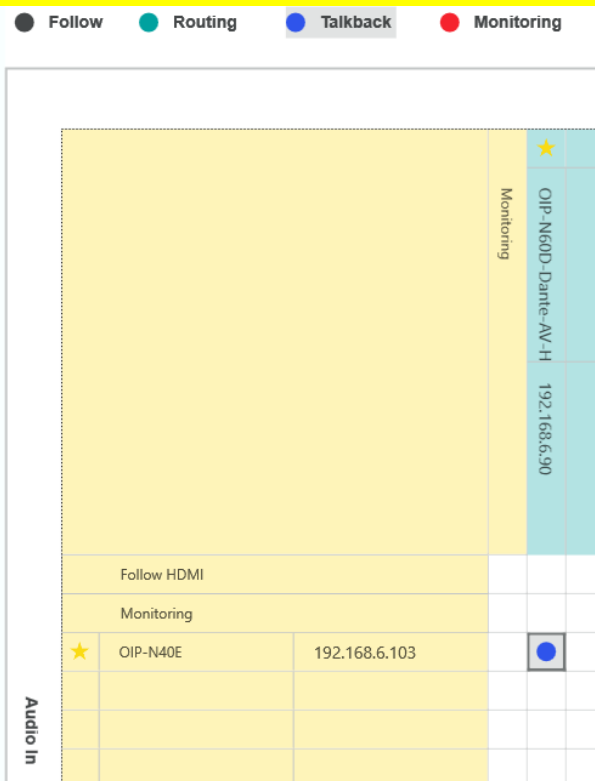 Follow
Routing
Talkback
Monitoring
Monitoring
OIP-N60D-Dante-AV-H
192.168.6.90
Follow HDMI
Monitoring
OIP-N40E
192.168.6.103
Audio In